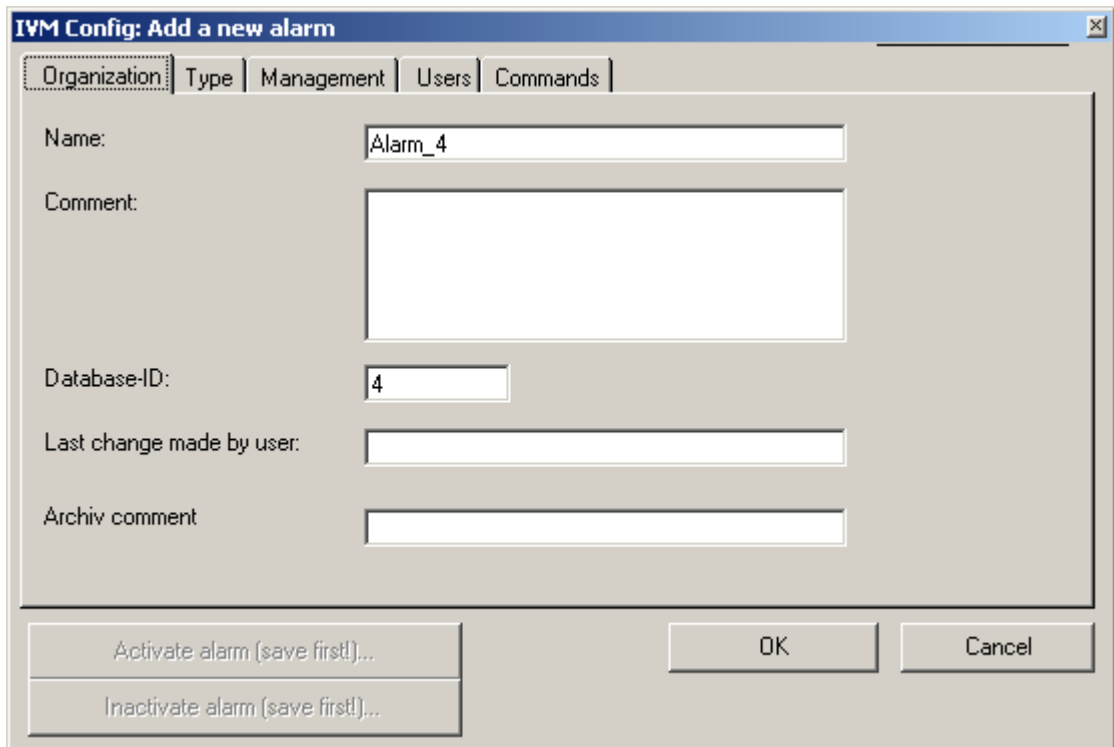 IVM Config: Add a new alarm
Organization Type Management Users Commands
Name: Alarm_4
Comment:
Database-ID: 4
Last change made by user:
Archiv comment
Activate alarm (save first!)... OK Cancel
Inactivate alarm (save first!)...